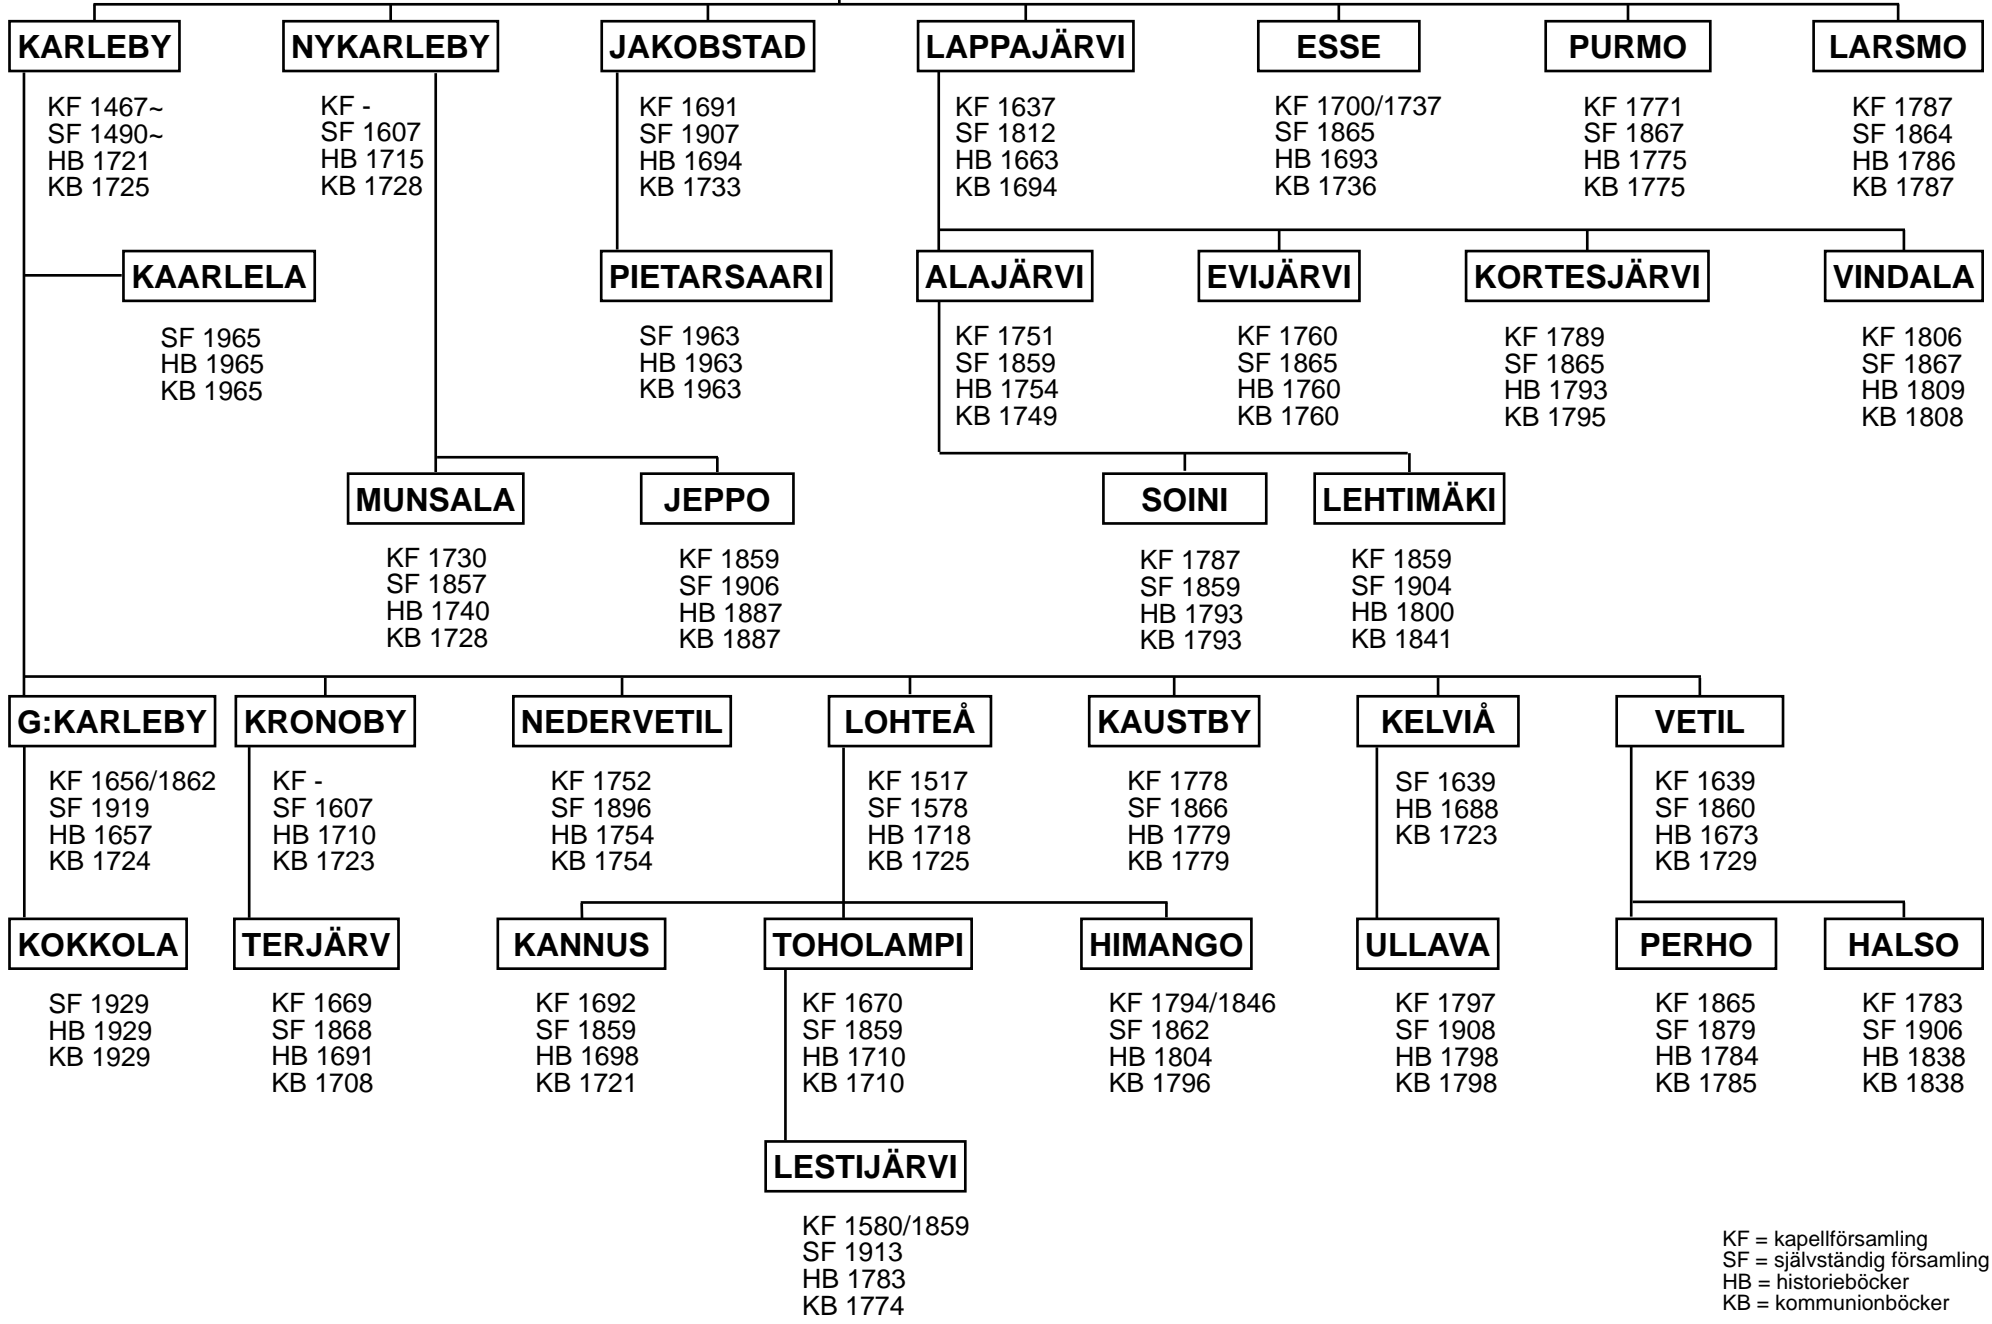 KARLEBY
KF 1467~
SF 1490~
HB 1721
KB 1725
NYKARLEBY
KF -
SF 1607
HB 1715
KB 1728
JAKOBSTAD
KF 1691
SF 1907
HB 1694
KB 1733
LAPPAJÄRVI
KF 1637
SF 1812
HB 1663
KB 1694
ESSE
KF 1700/1737
SF 1865
HB 1693
KB 1736
PURMO
KF 1771
SF 1867
HB 1775
KB 1775
LARSMO
KF 1787
SF 1864
HB 1786
KB 1787
KAARLELA
SF 1965
HB 1965
KB 1965
PIETARSAARI
SF 1963
HB 1963
KB 1963
ALAJÄRVI
KF 1751
SF 1859
HB 1754
KB 1749
EVIJÄRVI
KF 1760
SF 1865
HB 1760
KB 1760
KORTESJÄRVI
KF 1789
SF 1865
HB 1793
KB 1795
VINDALA
KF 1806
SF 1867
HB 1809
KB 1808
MUNSALA
KF 1730
SF 1857
HB 1740
KB 1728
JEPPO
KF 1859
SF 1906
HB 1887
KB 1887
SOINI
KF 1787
SF 1859
HB 1793
KB 1793
LEHTIMÄKI
KF 1859
SF 1904
HB 1800
KB 1841
G:KARLEBY
KF 1656/1862
SF 1919
HB 1657
KB 1724
KRONOBY
KF -
SF 1607
HB 1710
KB 1723
NEDERVETIL
KF 1752
SF 1896
HB 1754
KB 1754
LOHTEÅ
KF 1517
SF 1578
HB 1718
KB 1725
KAUSTBY
KF 1778
SF 1866
HB 1779
KB 1779
KELVIÅ
SF 1639
HB 1688
KB 1723
VETIL
KF 1639
SF 1860
HB 1673
KB 1729
KOKKOLA
SF 1929
HB 1929
KB 1929
TERJÄRV
KF 1669
SF 1868
HB 1691
KB 1708
KANNUS
KF 1692
SF 1859
HB 1698
KB 1721
TOHOLAMPI
KF 1670
SF 1859
HB 1710
KB 1710
HIMANGO
KF 1794/1846
SF 1862
HB 1804
KB 1796
ULLAVA
KF 1797
SF 1908
HB 1798
KB 1798
PERHO
KF 1865
SF 1879
HB 1784
KB 1785
HALSO
KF 1783
SF 1906
HB 1838
KB 1838
LESTIJÄRVI
KF 1580/1859
SF 1913
HB 1783
KB 1774
KF = kapellförsamling
SF = självständig församling
HB = historieböcker
KB = kommunionböcker